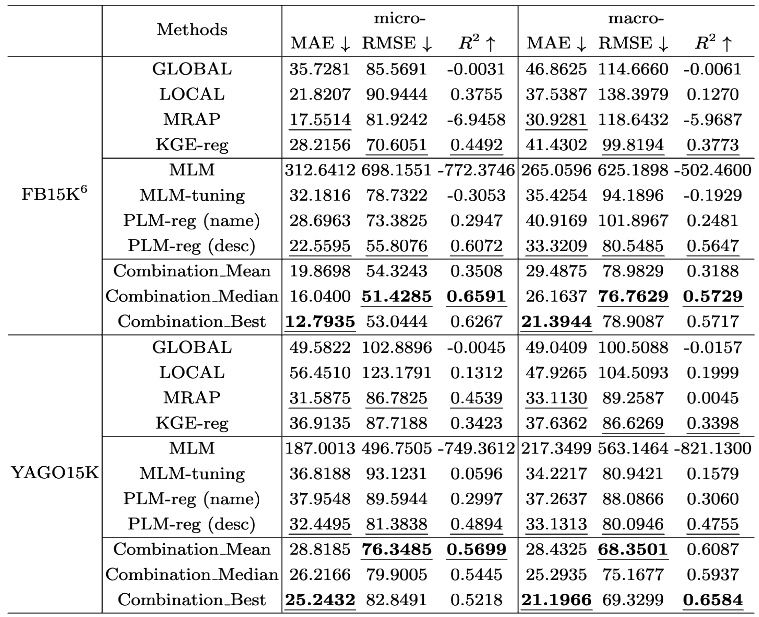 Methods micro- macro-
MAE ↓ RMSE ↓ R² ↑ MAE ↓ RMSE ↓ R² ↑
FB15K⁶
GLOBAL 35.7281 85.5691 -0.0031 46.8625 114.6660 -0.0061
LOCAL 21.8207 90.9444 0.3755 37.5387 138.3979 0.1270
MRAP 17.5514 81.9242 -6.9458 30.9281 118.6432 -5.9687
KGE-reg 28.2156 70.6051 0.4492 41.4302 99.8194 0.3773
MLM 312.6412 698.1551 -772.3746 265.0596 625.1898 -502.4600
MLM-tuning 32.1816 78.7322 -0.3053 35.4254 94.1896 -0.1929
PLM-reg (name) 28.6963 73.3825 0.2947 40.9169 101.8967 0.2481
PLM-reg (desc) 22.5595 55.8076 0.6072 33.3209 80.5485 0.5647
Combination_Mean 19.8698 54.3243 0.3508 29.4875 78.9829 0.3188
Combination_Median 16.0400 51.4285 0.6591 26.1637 76.7629 0.5729
Combination_Best 12.7935 53.0444 0.6267 21.3944 78.9087 0.5717
YAGO15K
GLOBAL 49.5822 102.8896 -0.0045 49.0409 100.5088 -0.0157
LOCAL 56.4510 123.1791 0.1312 47.9265 104.5093 0.1999
MRAP 31.5875 86.7825 0.4539 33.1130 89.2587 0.0045
KGE-reg 36.9135 87.7188 0.3423 37.6362 86.6269 0.3398
MLM 187.0013 496.7505 -749.3612 217.3499 563.1464 -821.1300
MLM-tuning 36.8188 93.1231 0.0596 34.2217 80.9421 0.1579
PLM-reg (name) 37.9548 89.5944 0.2997 37.2637 88.0866 0.3060
PLM-reg (desc) 32.4495 81.3838 0.4894 33.1313 80.0946 0.4755
Combination_Mean 28.8185 76.3485 0.5699 28.4325 68.3501 0.6087
Combination_Median 26.2166 79.9005 0.5445 25.2935 75.1677 0.5937
Combination_Best 25.2432 82.8491 0.5218 21.1966 69.3299 0.6584